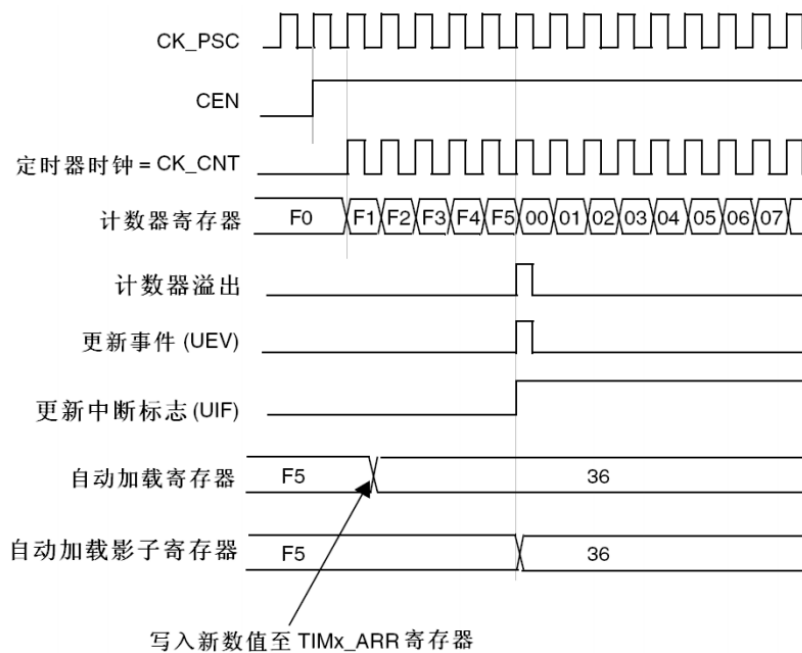 CK_PSC
CEN
定时器时钟 = CK_CNT
计数器寄存器 F0 F1 F2 F3 F4 F5 00 01 02 03 04 05 06 07
计数器溢出
更新事件 (UEV)
更新中断标志 (UIF)
自动加载寄存器 F5 36
自动加载影子寄存器 F5 36
写入新数值至 TIMx_ARR 寄存器